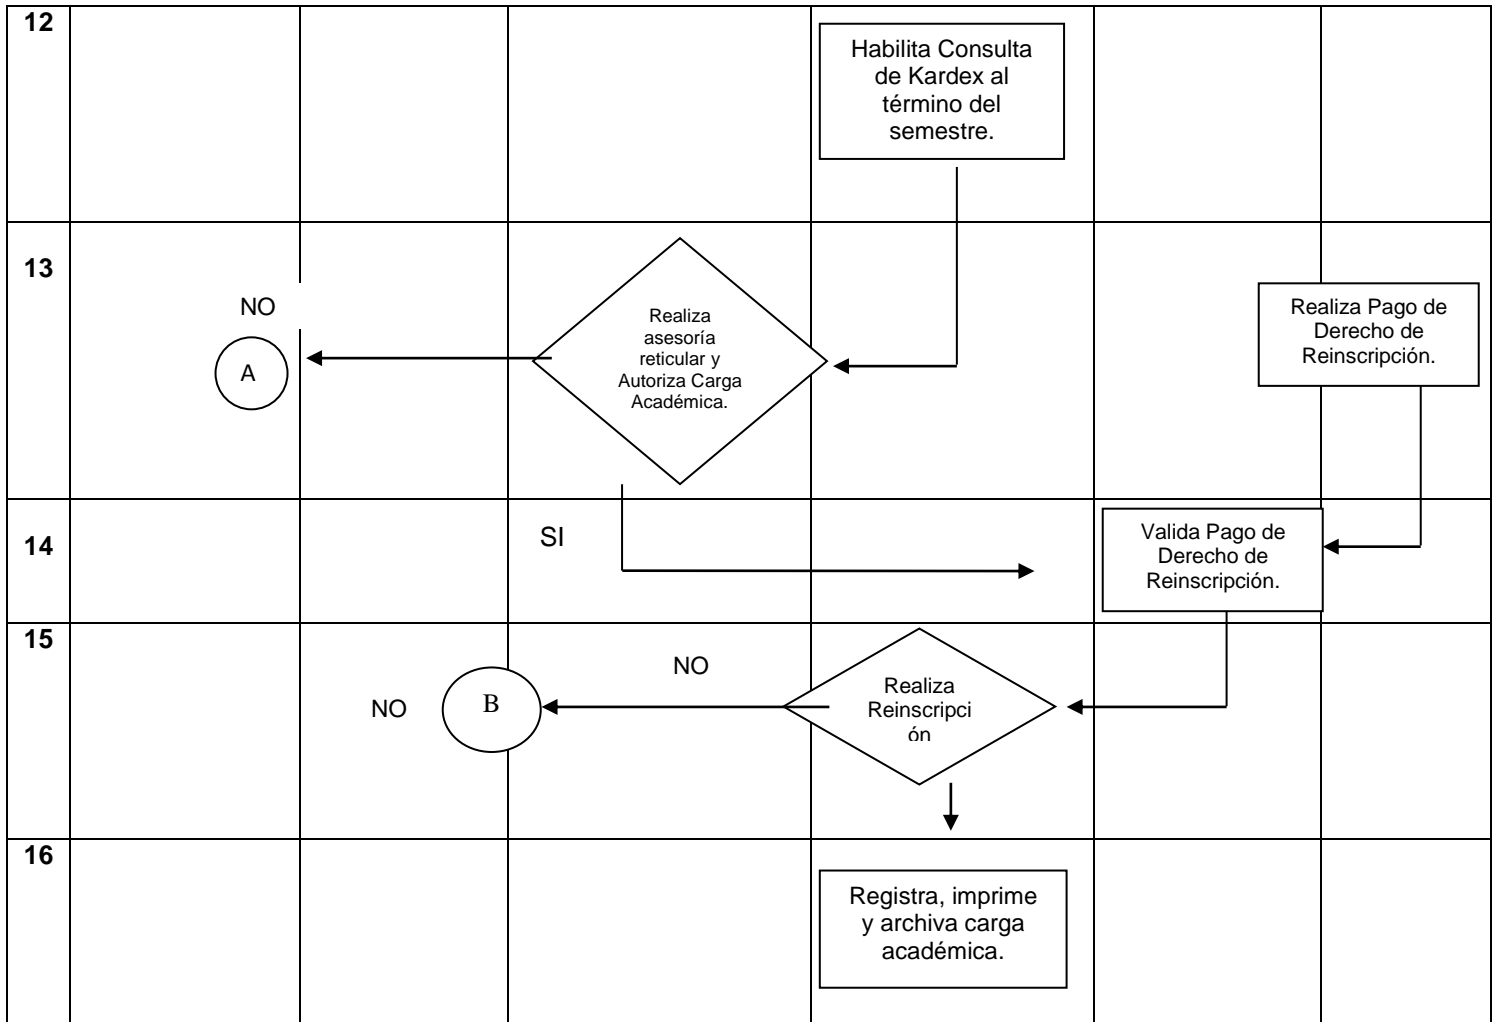 12
Habilita Consulta
de Kardex al
término del
semestre.
13
NO
A
Realiza
asesoría
reticular y
Autoriza Carga
Académica.
Realiza Pago de
Derecho de
Reinscripción.
14
SI
Valida Pago de
Derecho de
Reinscripción.
15
NO
B
NO
Realiza
Reinscripci
ón
16
Registra, imprime
y archiva carga
académica.